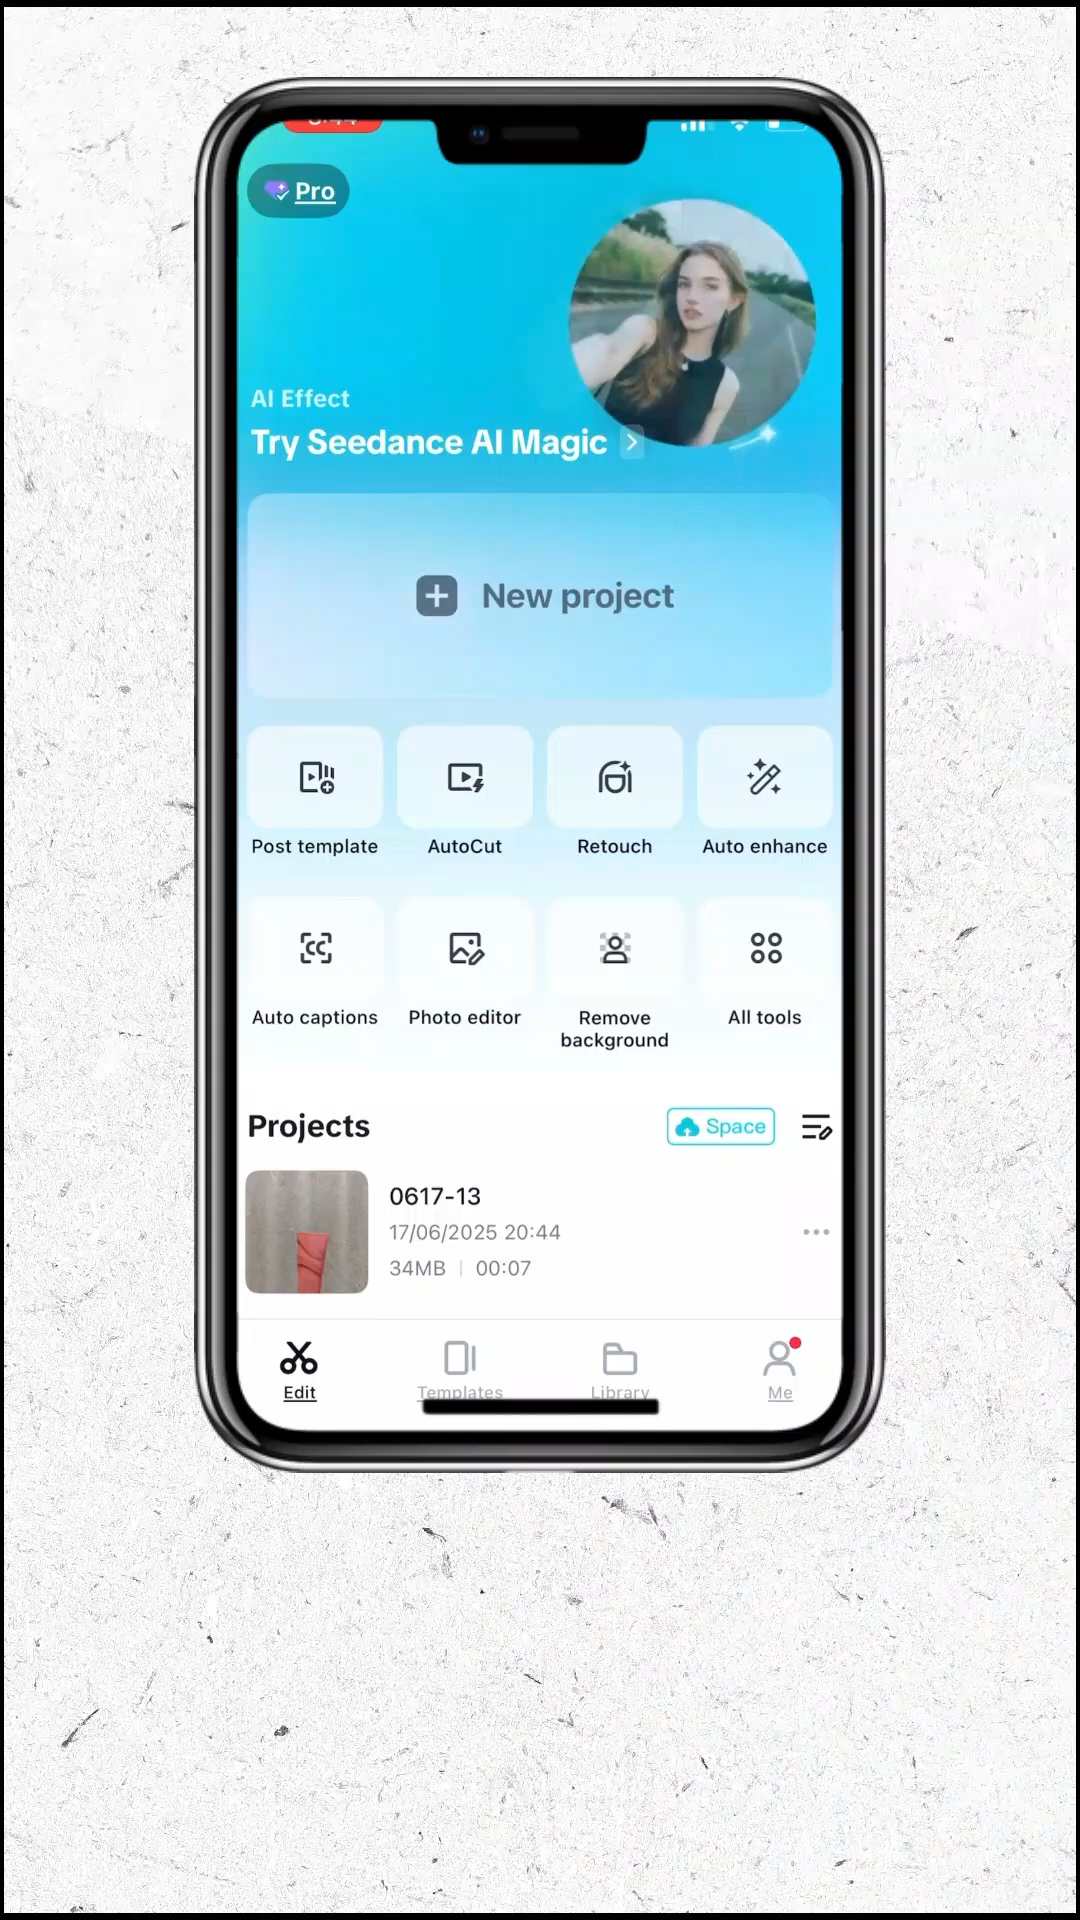 Pro
AI Effect
Try Seedance AI Magic
New project
Post template
AutoCut
Retouch
Auto enhance
Auto captions
Photo editor
Remove
background
All tools
Projects
Space
0617-13
17/06/2025 20:44
34MB
00:07
Edit
Templates
Library
Me